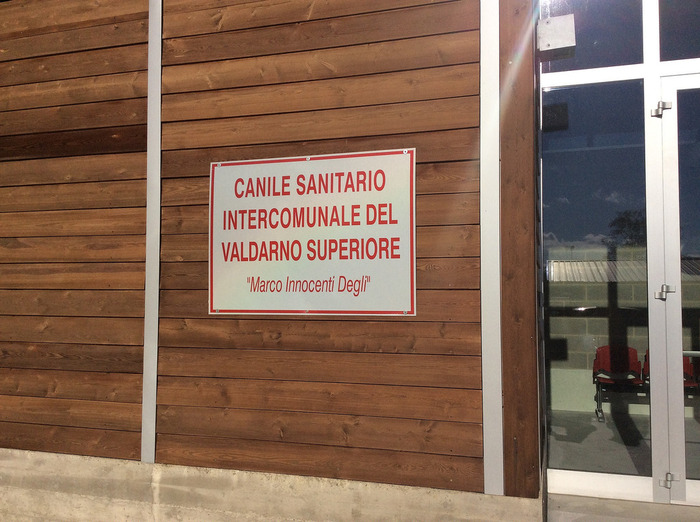 CANILE SANITARIO
INTERCOMUNALE DEL
VALDARNO SUPERIORE
"Marco Innocenti Degli"